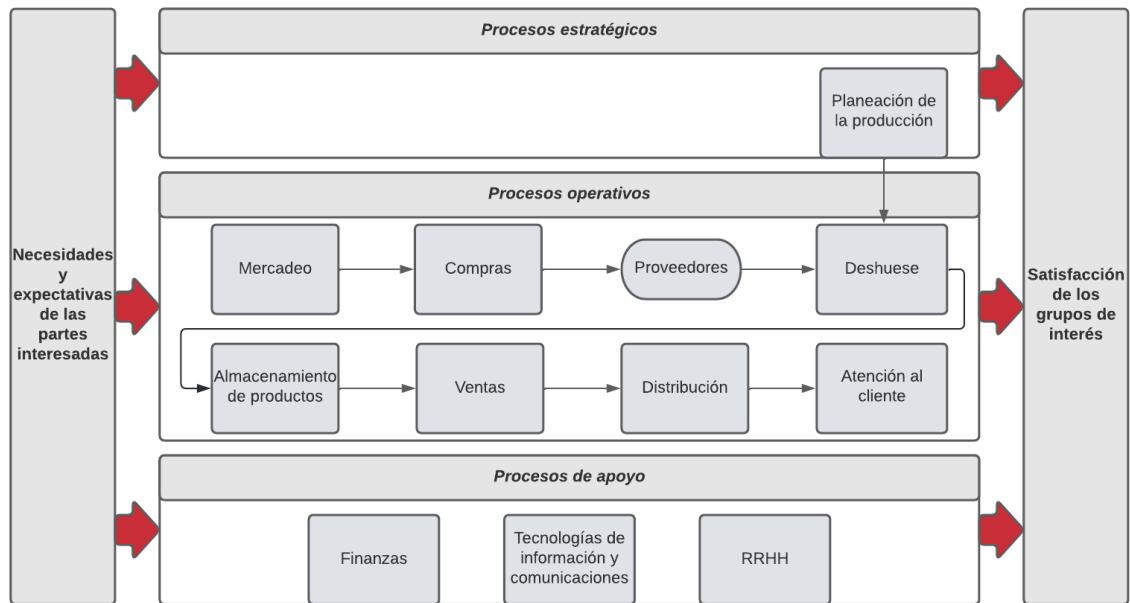 Procesos estratégicos
Planeación de
la producción
Procesos operativos
Mercadeo
Compras
Proveedores
Deshuese
Necesidades
y
expectativas
de las
partes
interesadas
Satisfacción
de los
grupos de
interés
Almacenamiento
de productos
Ventas
Distribución
Atención al
cliente
Procesos de apoyo
Finanzas
Tecnologías de
información y
comunicaciones
RRHH